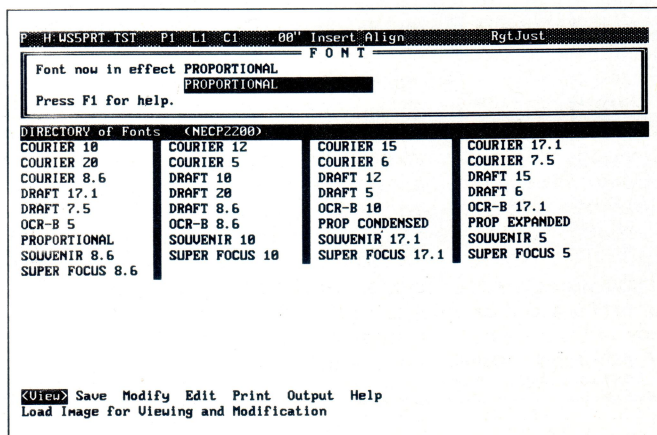 P H:WS5PRT.TST P1 L1 C1 .00" Insert Align RgtJust
F O N T
Font now in effect PROPORTIONAL
PROPORTIONAL
Press F1 for help.
DIRECTORY of Fonts (NECP2200)
COURIER 10 COURIER 12 COURIER 15 COURIER 17.1
COURIER 20 COURIER 5 COURIER 6 COURIER 7.5
COURIER 8.6 DRAFT 10 DRAFT 12 DRAFT 15
DRAFT 17.1 DRAFT 20 DRAFT 5 DRAFT 6
DRAFT 7.5 DRAFT 8.6 OCR-B 10 OCR-B 17.1
OCR-B 5 OCR-B 8.6 PROP CONDENSED PROP EXPANDED
PROPORTIONAL SOUVENIR 10 SOUVENIR 17.1 SOUVENIR 5
SOUVENIR 8.6 SUPER FOCUS 10 SUPER FOCUS 17.1 SUPER FOCUS 5
SUPER FOCUS 8.6
<View> Save Modify Edit Print Output Help
Load Image for Viewing and Modification